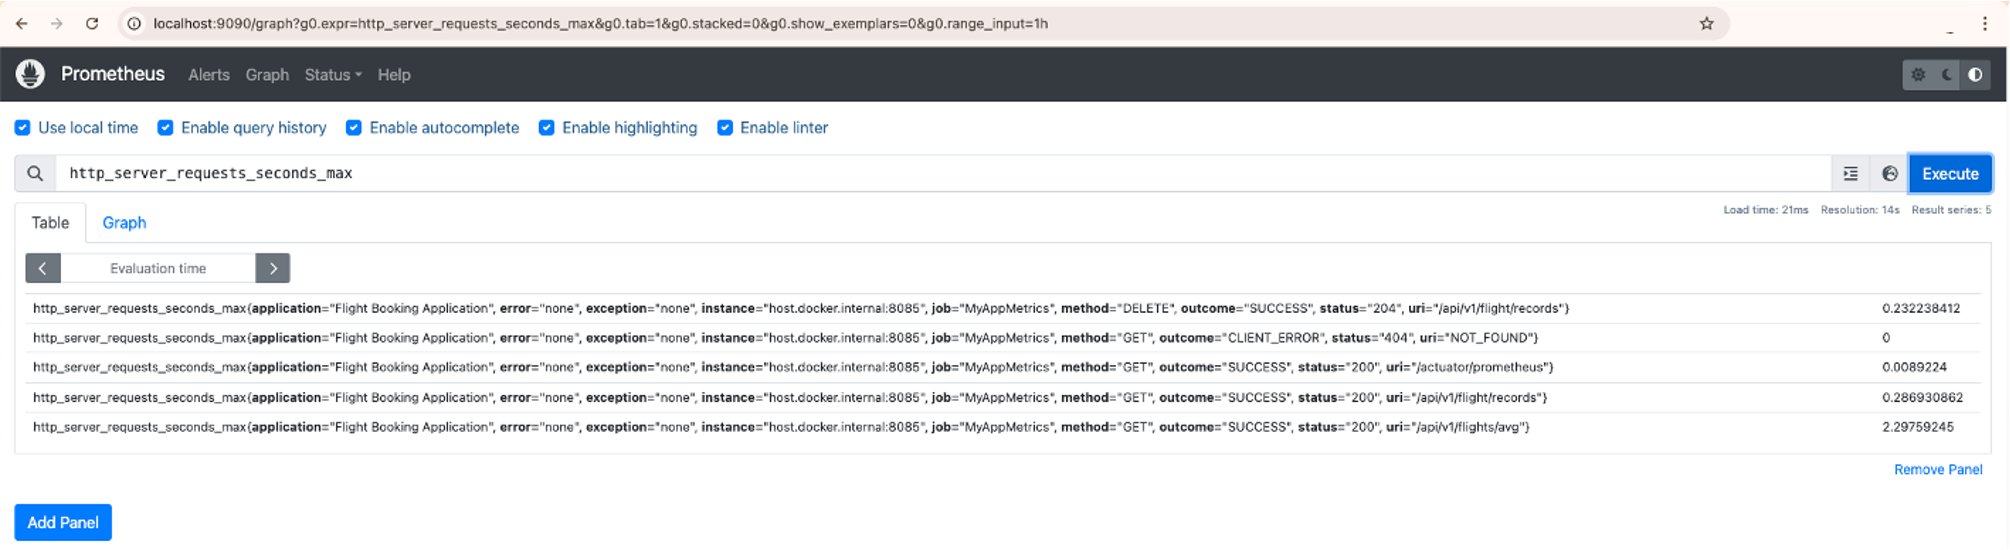 localhost:9090/graph?g0.expr=http_server_requests_seconds_max&g0.tab=1&g0.stacked=0&g0.show_exemplars=0&g0.range_input=1h
Prometheus Alerts Graph Status Help
Use local time Enable query history Enable autocomplete Enable highlighting Enable linter
http_server_requests_seconds_max Execute
Table Graph Load time: 21ms Resolution: 14s Result series: 5
Evaluation time
http_server_requests_seconds_max{application="Flight Booking Application", error="none", exception="none", instance="host.docker.internal:8085", job="MyAppMetrics", method="DELETE", outcome="SUCCESS", status="204", uri="/api/v1/flight/records"} 0.232238412
http_server_requests_seconds_max{application="Flight Booking Application", error="none", exception="none", instance="host.docker.internal:8085", job="MyAppMetrics", method="GET", outcome="CLIENT_ERROR", status="404", uri="NOT_FOUND"} 0
http_server_requests_seconds_max{application="Flight Booking Application", error="none", exception="none", instance="host.docker.internal:8085", job="MyAppMetrics", method="GET", outcome="SUCCESS", status="200", uri="/actuator/prometheus"} 0.0089224
http_server_requests_seconds_max{application="Flight Booking Application", error="none", exception="none", instance="host.docker.internal:8085", job="MyAppMetrics", method="GET", outcome="SUCCESS", status="200", uri="/api/v1/flight/records"} 0.286930862
http_server_requests_seconds_max{application="Flight Booking Application", error="none", exception="none", instance="host.docker.internal:8085", job="MyAppMetrics", method="GET", outcome="SUCCESS", status="200", uri="/api/v1/flights/avg"} 2.29759245
Remove Panel
Add Panel